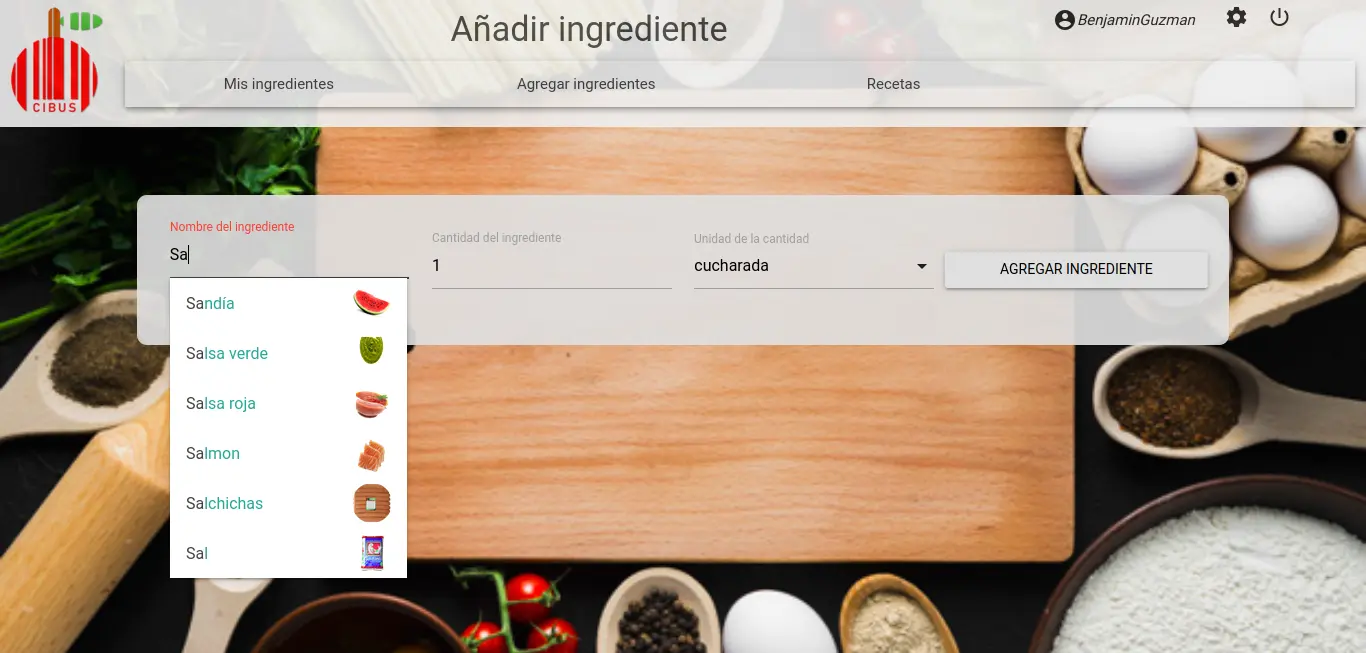 Añadir ingrediente
BenjaminGuzman
CIBUS
Mis ingredientes
Agregar ingredientes
Recetas
Nombre del ingrediente
Sa
Cantidad del ingrediente
1
Unidad de la cantidad
cucharada
AGREGAR INGREDIENTE
Sandía
Salsa verde
Salsa roja
Salmon
Salchichas
Sal